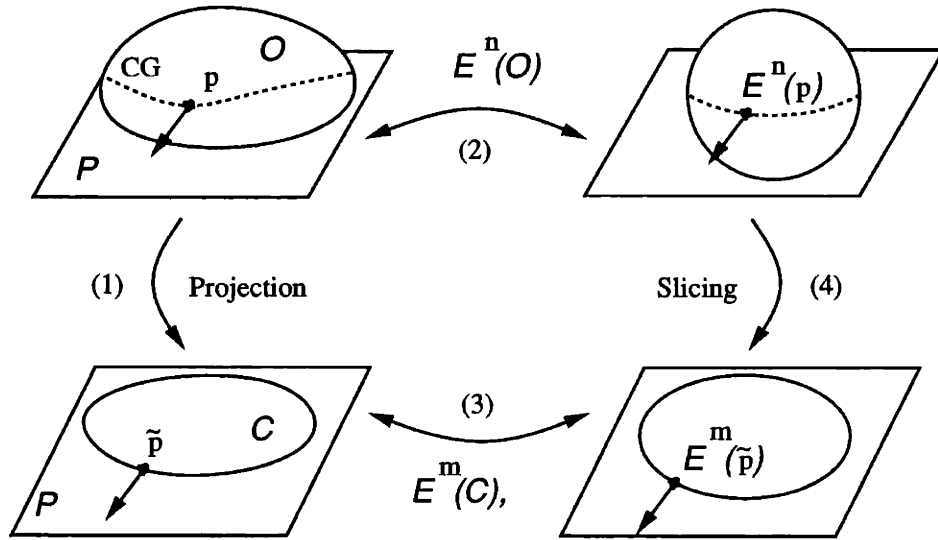 CG
O
p
P
E^n(O)
(2)
E^n(p)
(1)
Projection
Slicing
(4)
C
p̃
P
(3)
E^m(C),
E^m(p̃)